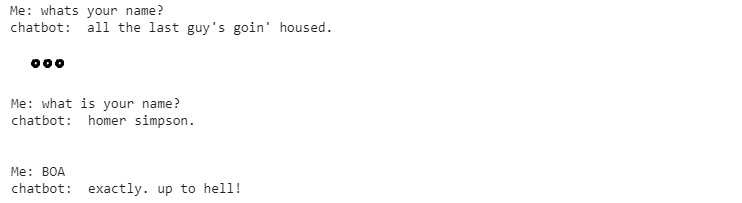 Me: whats your name?
chatbot:  all the last guy's goin' housed.
Me: what is your name?
chatbot:  homer simpson.
Me: BOA
chatbot:  exactly. up to hell!